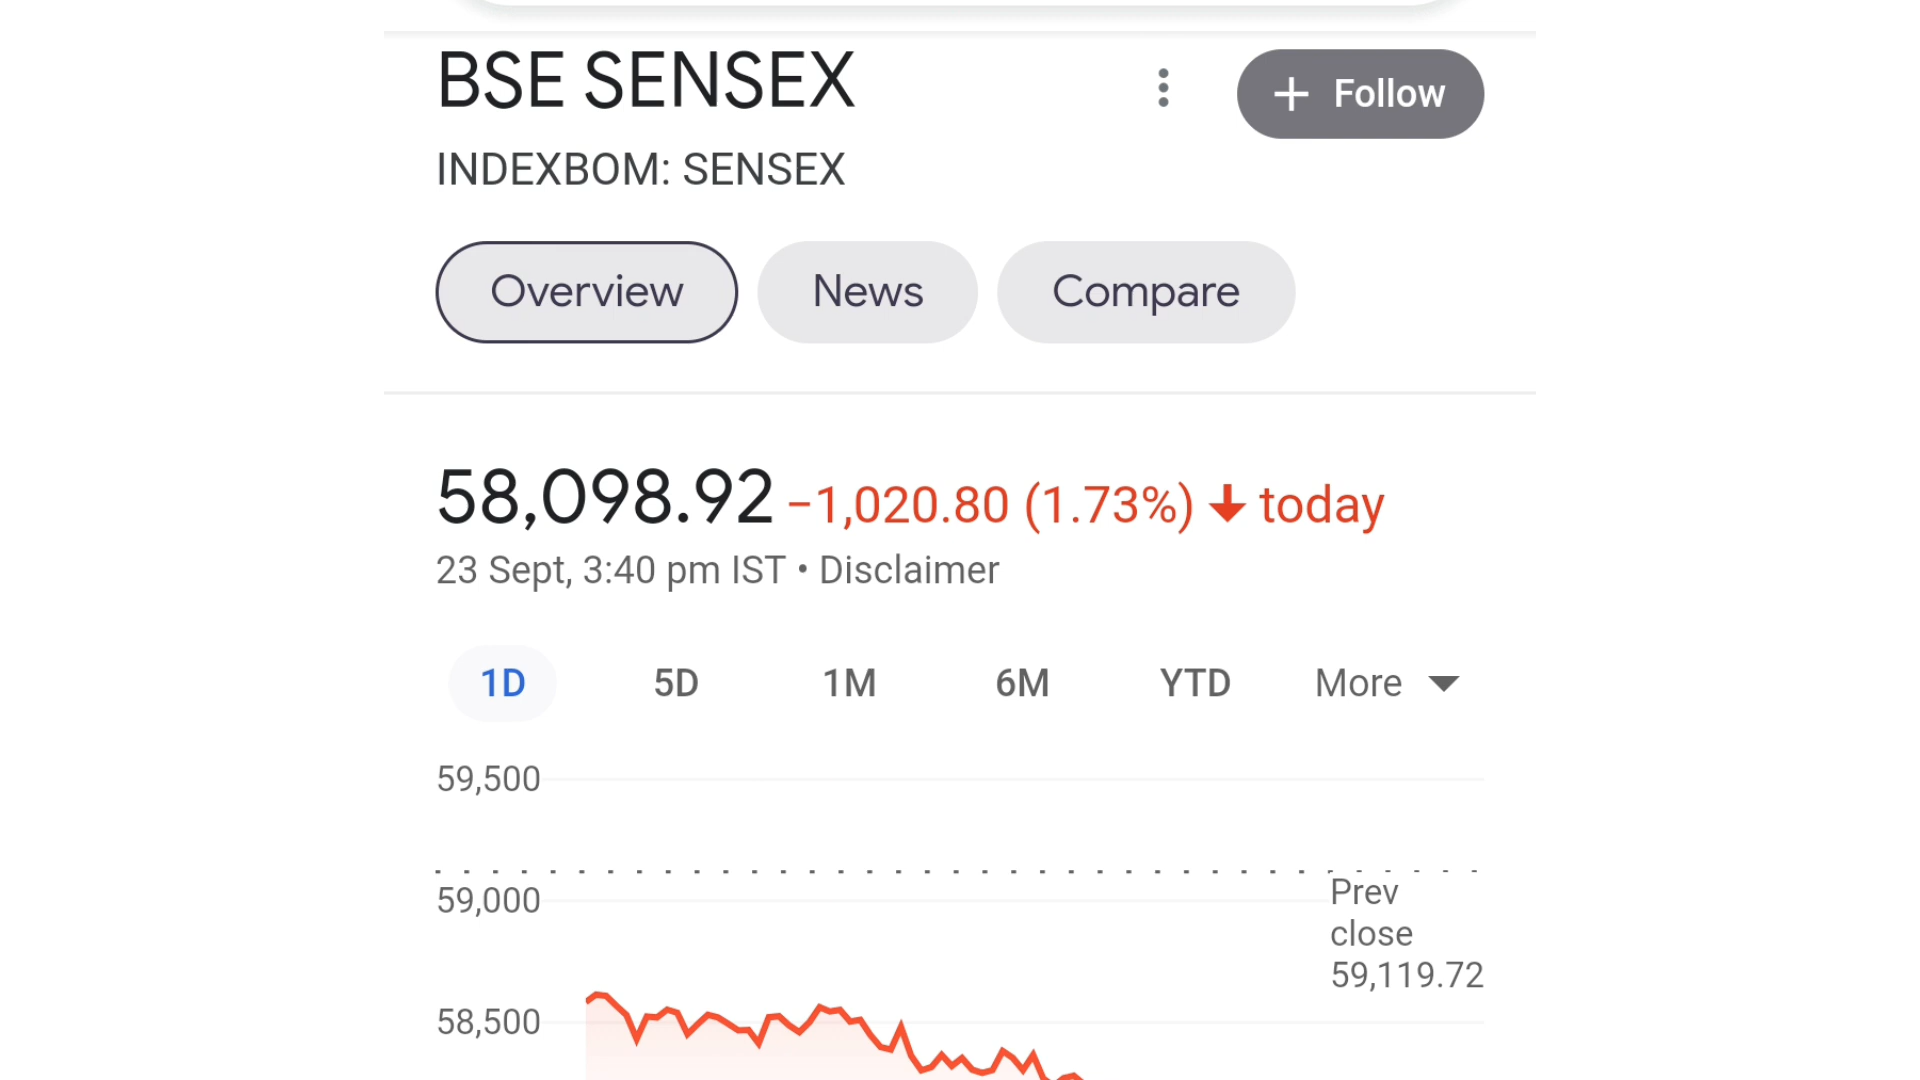 BSE SENSEX
+ Follow
INDEXBOM: SENSEX
Overview News Compare
58,098.92 −1,020.80 (1.73%) ↓ today
23 Sept, 3:40 pm IST • Disclaimer
1D 5D 1M 6M YTD More
59,500
59,000
Prev
close
59,119.72
58,500